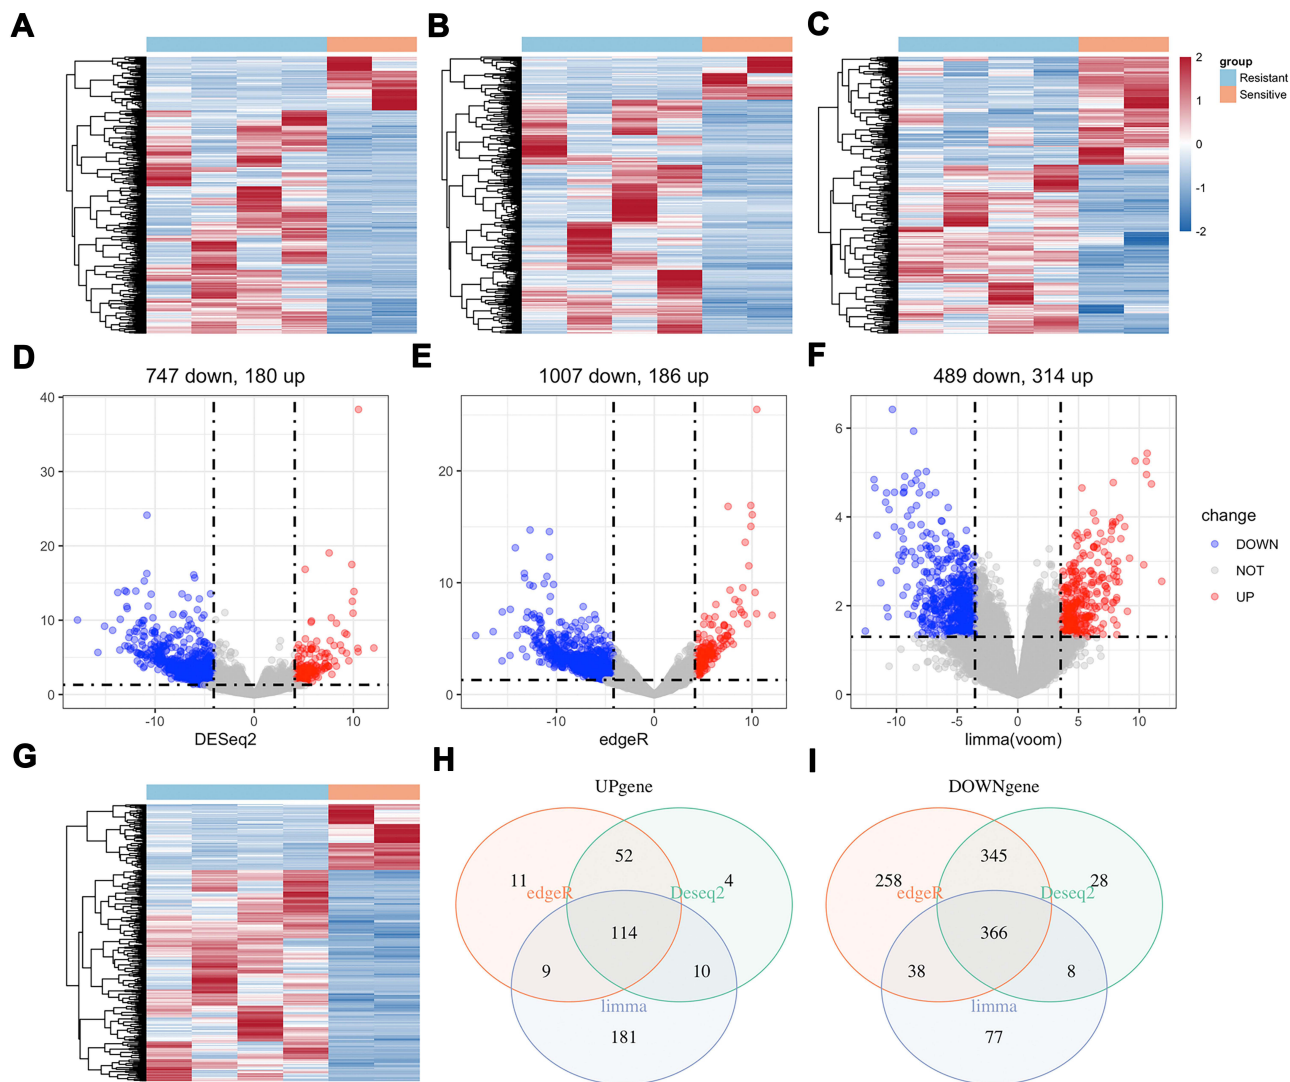 A
B
C
2
1
0
-1
-2
group
Resistant
Sensitive
D
747 down, 180 up
40
30
20
10
0
-10
0
10
DESeq2
E
1007 down, 186 up
20
10
0
-10
0
10
edgeR
F
489 down, 314 up
6
4
2
0
-10
-5
0
5
10
limma(voom)
change
DOWN
NOT
UP
G
H
UPgene
52
11
4
edgeR
Deseq2
114
9
10
limma
181
I
DOWNgene
345
258
28
edgeR
Deseq2
366
38
8
limma
77